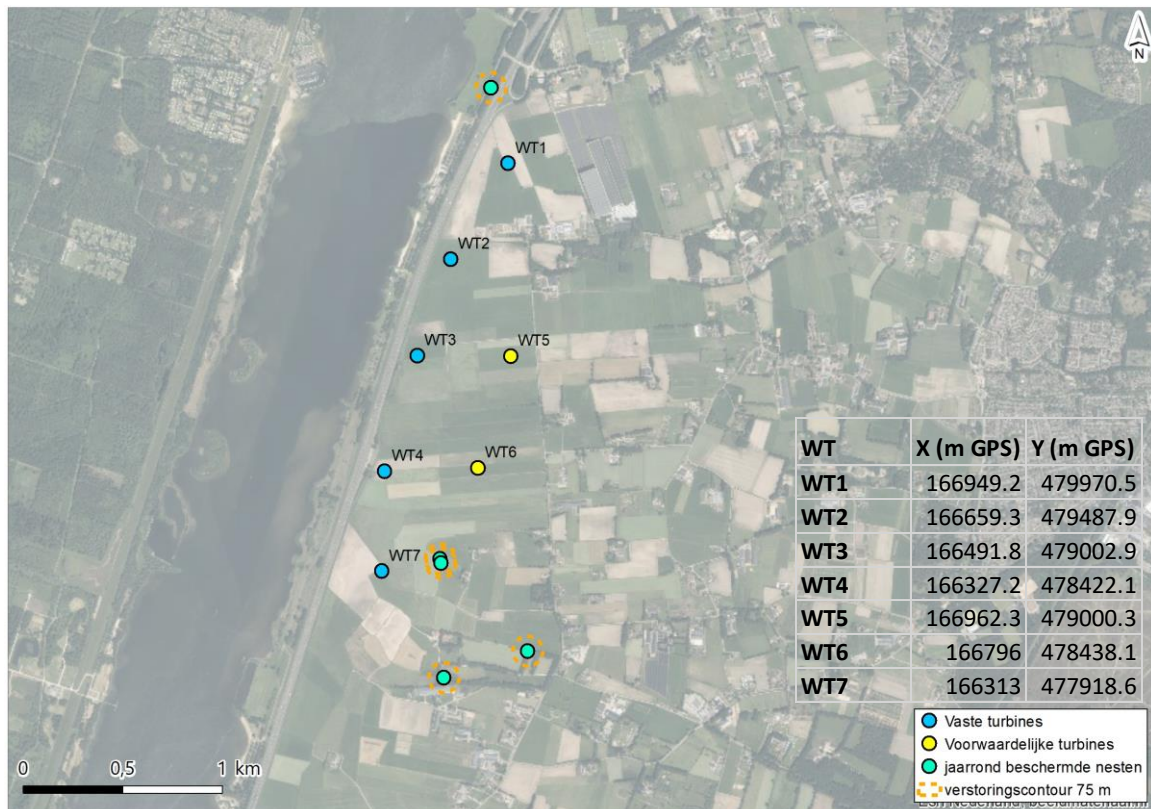 N
WT1
WT2
WT3
WT5
WT4
WT6
WT7
WT X (m GPS) Y (m GPS)
WT1 166949.2 479970.5
WT2 166659.3 479487.9
WT3 166491.8 479002.9
WT4 166327.2 478422.1
WT5 166962.3 479000.3
WT6 166796 478438.1
WT7 166313 477918.6
Vaste turbines
Voorwaardelijke turbines
jaarrond beschermde nesten
verstoringscontour 75 m
0 0,5 1 km